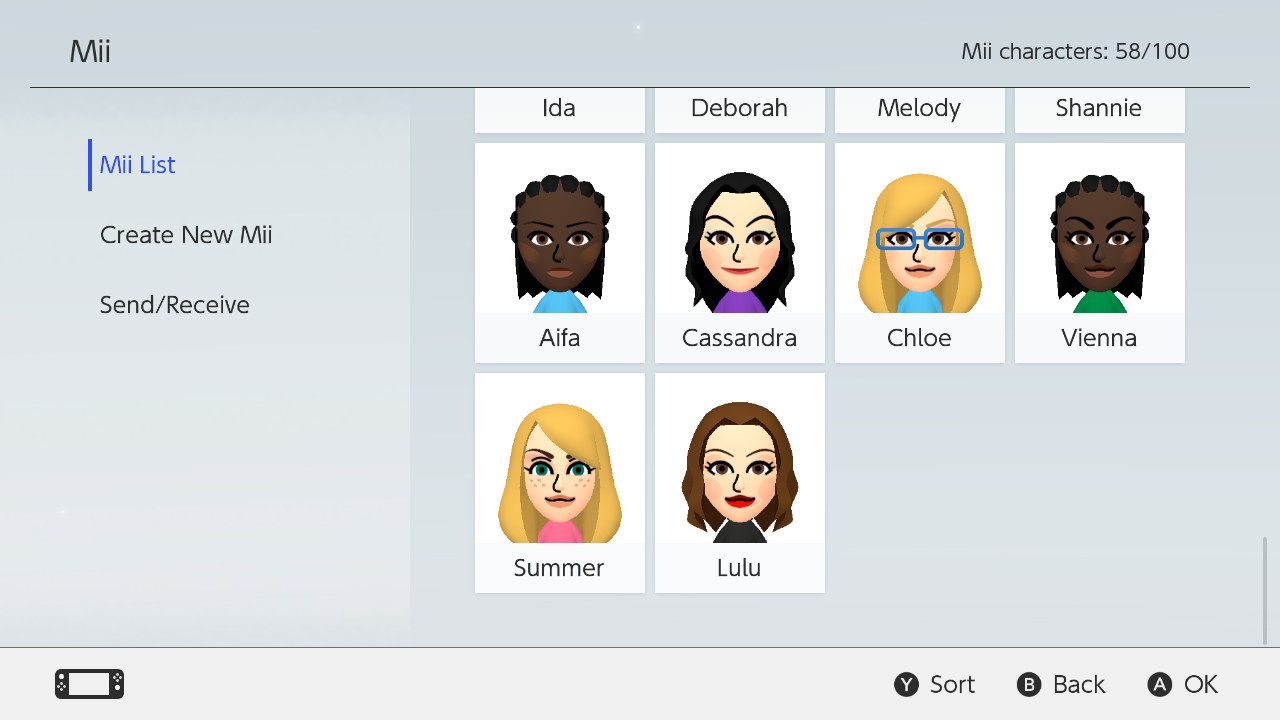 Mii
Mii characters: 58/100
Mii List
Create New Mii
Send/Receive
Ida
Deborah
Melody
Shannie
Aifa
Cassandra
Chloe
Vienna
Summer
Lulu
Y Sort
B Back
A OK